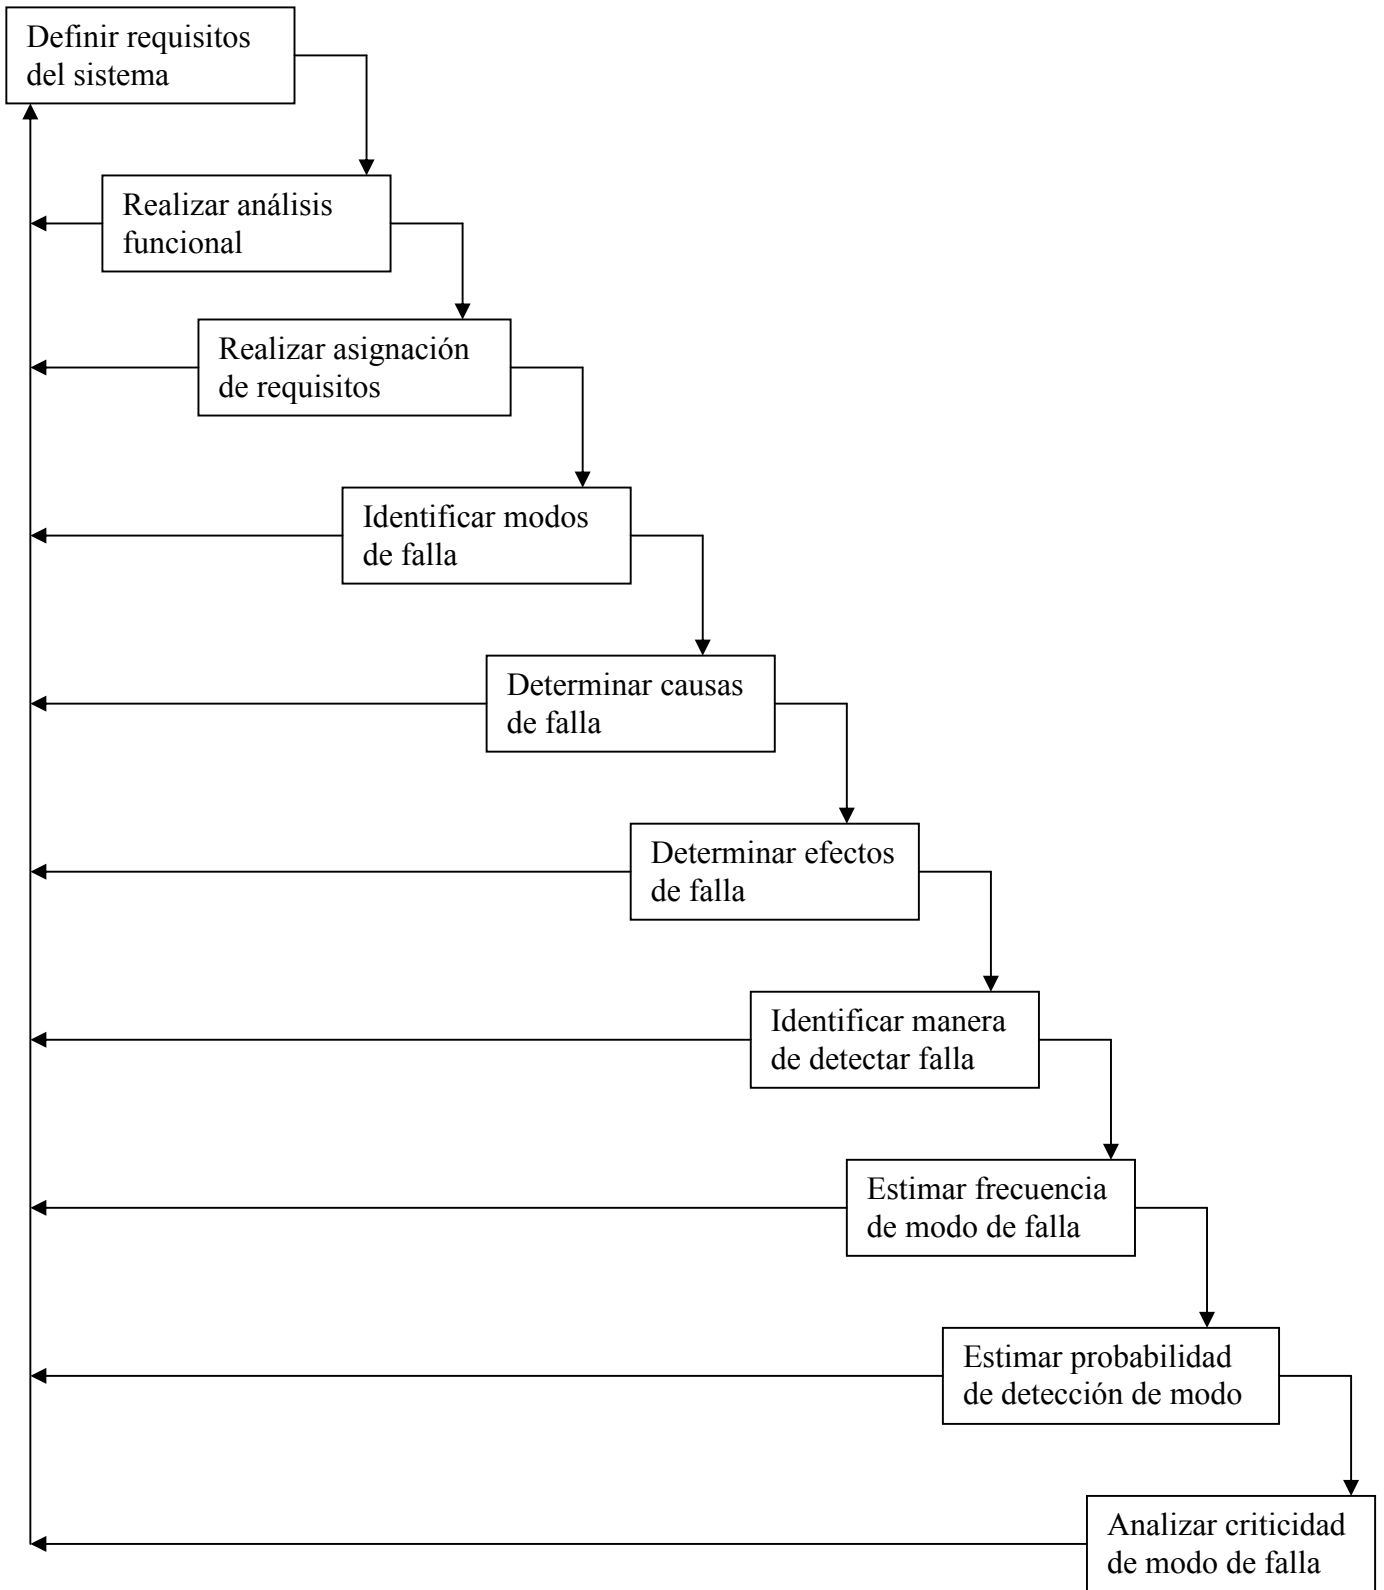 Definir requisitos
del sistema
Realizar análisis
funcional
Realizar asignación
de requisitos
Identificar modos
de falla
Determinar causas
de falla
Determinar efectos
de falla
Identificar manera
de detectar falla
Estimar frecuencia
de modo de falla
Estimar probabilidad
de detección de modo
Analizar criticidad
de modo de falla